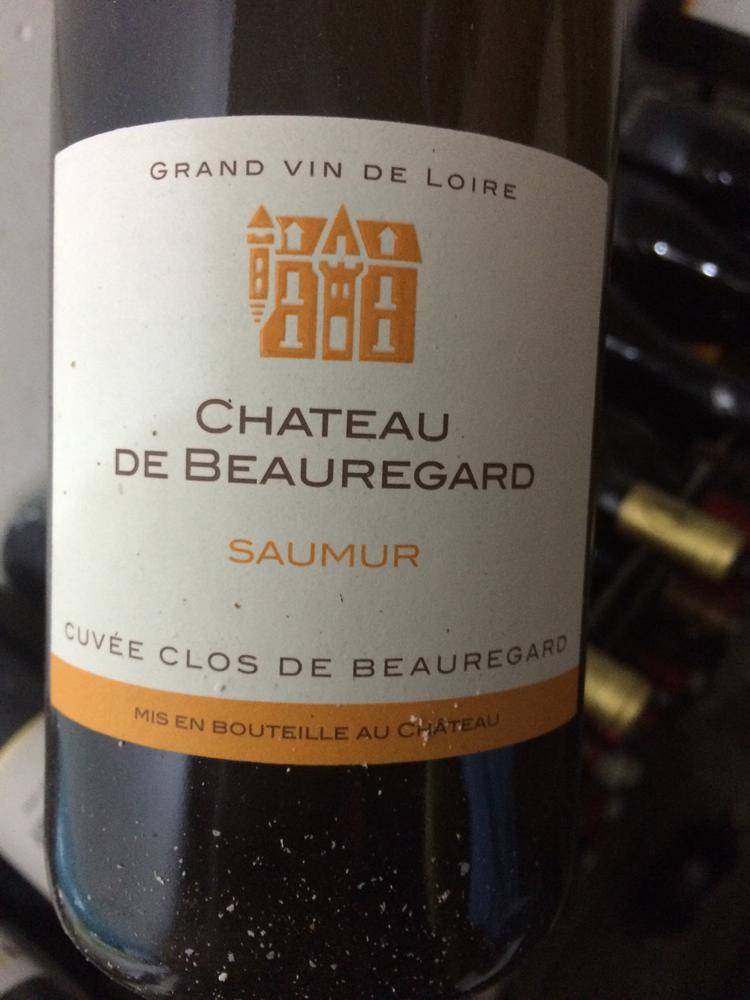 GRAND VIN DE LOIRE
CHATEAU
DE BEAUREGARD
SAUMUR
CUVÉE CLOS DE BEAUREGARD
MIS EN BOUTEILLE AU CHÂTEAU